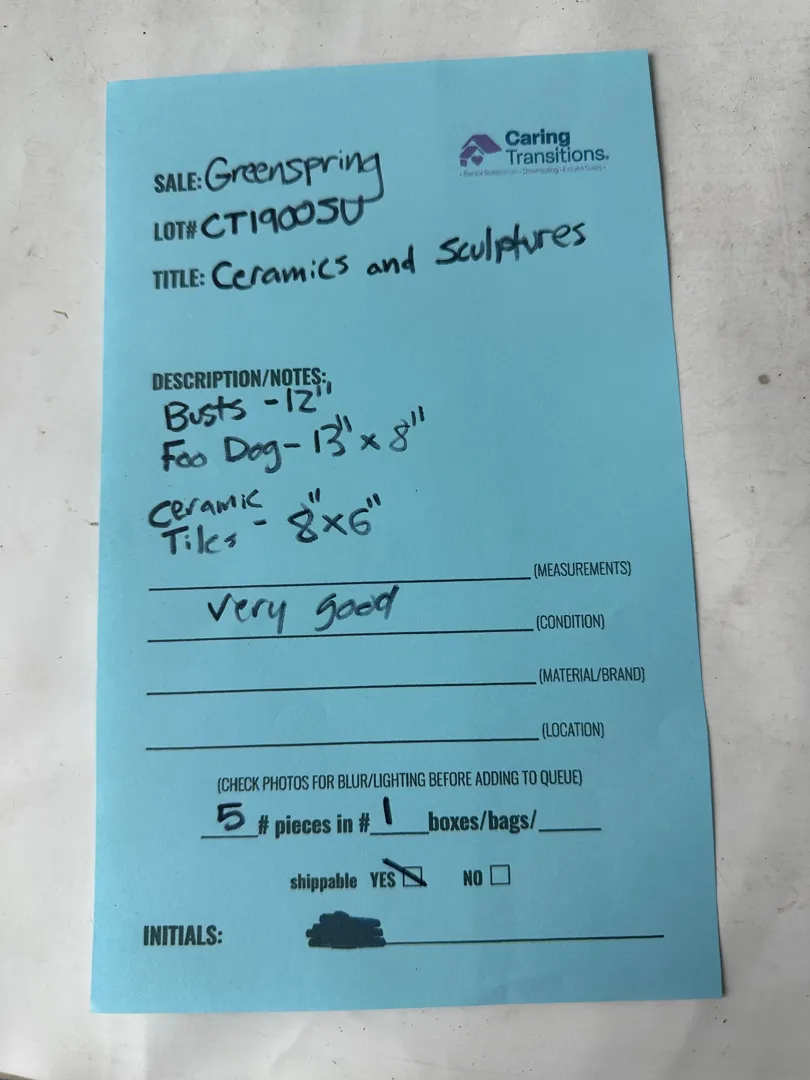 Caring
Transitions®
SALE: Greenspring
LOT# CT19005U
TITLE: Ceramics and Sculptures
DESCRIPTION/NOTES:
Busts - 12"
Foo Dog - 13" x 8"
Ceramic
Tiles - 8" x 6"
(MEASUREMENTS)
very good
(CONDITION)
(MATERIAL/BRAND)
(LOCATION)
(CHECK PHOTOS FOR BLUR/LIGHTING BEFORE ADDING TO QUEUE)
5 # pieces in # 1 boxes/bags/
shippable YES NO
INITIALS: